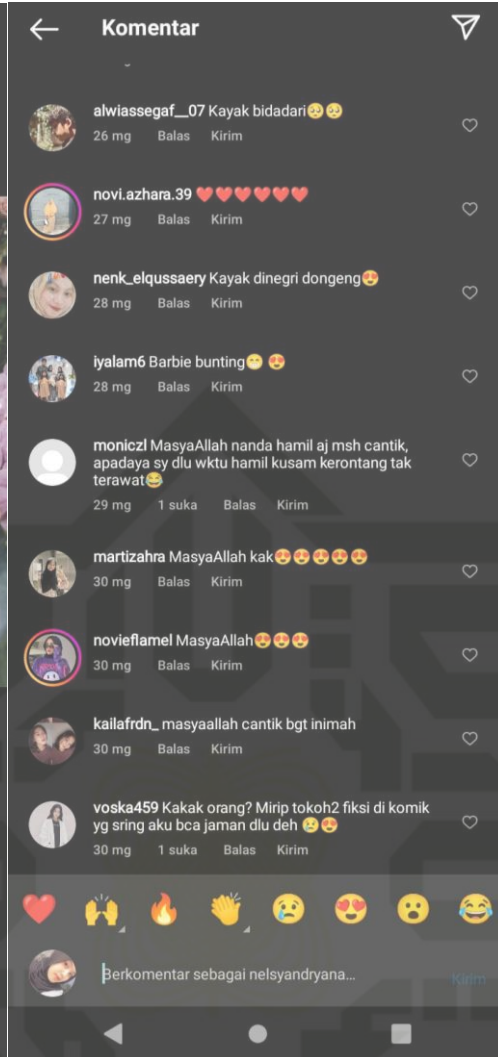 Komentar
alwiassegaf__07 Kayak bidadari🥺🥺
26 mg Balas Kirim
novi.azhara.39 ❤️❤️❤️❤️❤️❤️
27 mg Balas Kirim
nenk_elqussaery Kayak dinegri dongeng😍
28 mg Balas Kirim
iyalam6 Barbie bunting😁 😍
28 mg Balas Kirim
moniczl MasyaAllah nanda hamil aj msh cantik,
apadaya sy dlu wktu hamil kusam kerontang tak
terawat😂
29 mg 1 suka Balas Kirim
martizahra MasyaAllah kak😍😍😍😍😍
30 mg Balas Kirim
novieflamel MasyaAllah😍😍😍
30 mg Balas Kirim
kailafrdn_ masyaallah cantik bgt inimah
30 mg Balas Kirim
voska459 Kakak orang? Mirip tokoh2 fiksi di komik
yg sring aku bca jaman dlu deh 😢😍
30 mg 1 suka Balas Kirim
Berkomentar sebagai nelsyandryana...
Kirim